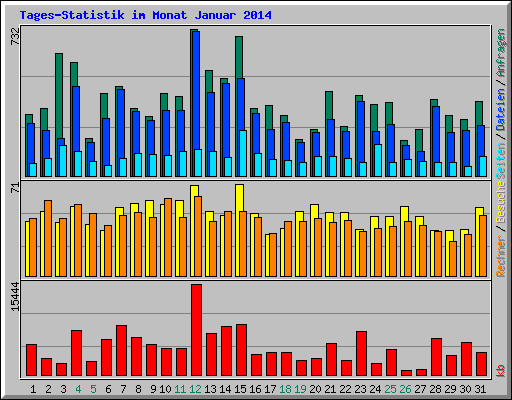 Tages-Statistik im Monat Januar 2014
732
71
15444
Rechner / Besuche Seiten / Dateien / Anfragen
kb
1 2 3 4 5 6 7 8 9 10 11 12 13 14 15 16 17 18 19 20 21 22 23 24 25 26 27 28 29 30 31